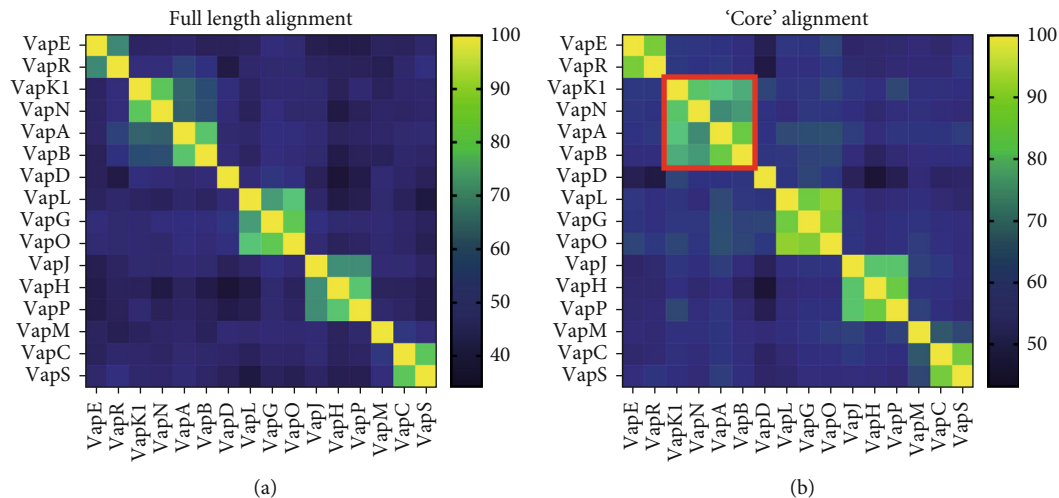 Full length alignment
VapE
VapR
VapK1
VapN
VapA
VapB
VapD
VapL
VapG
VapO
VapJ
VapH
VapP
VapM
VapC
VapS
VapE
VapR
VapK1
VapN
VapA
VapB
VapD
VapL
VapG
VapO
VapJ
VapH
VapP
VapM
VapC
VapS
100
90
80
70
60
50
40
(a)
'Core' alignment
VapE
VapR
VapK1
VapN
VapA
VapB
VapD
VapL
VapG
VapO
VapJ
VapH
VapP
VapM
VapC
VapS
VapE
VapR
VapK1
VapN
VapA
VapB
VapD
VapL
VapG
VapO
VapJ
VapH
VapP
VapM
VapC
VapS
100
90
80
70
60
50
(b)